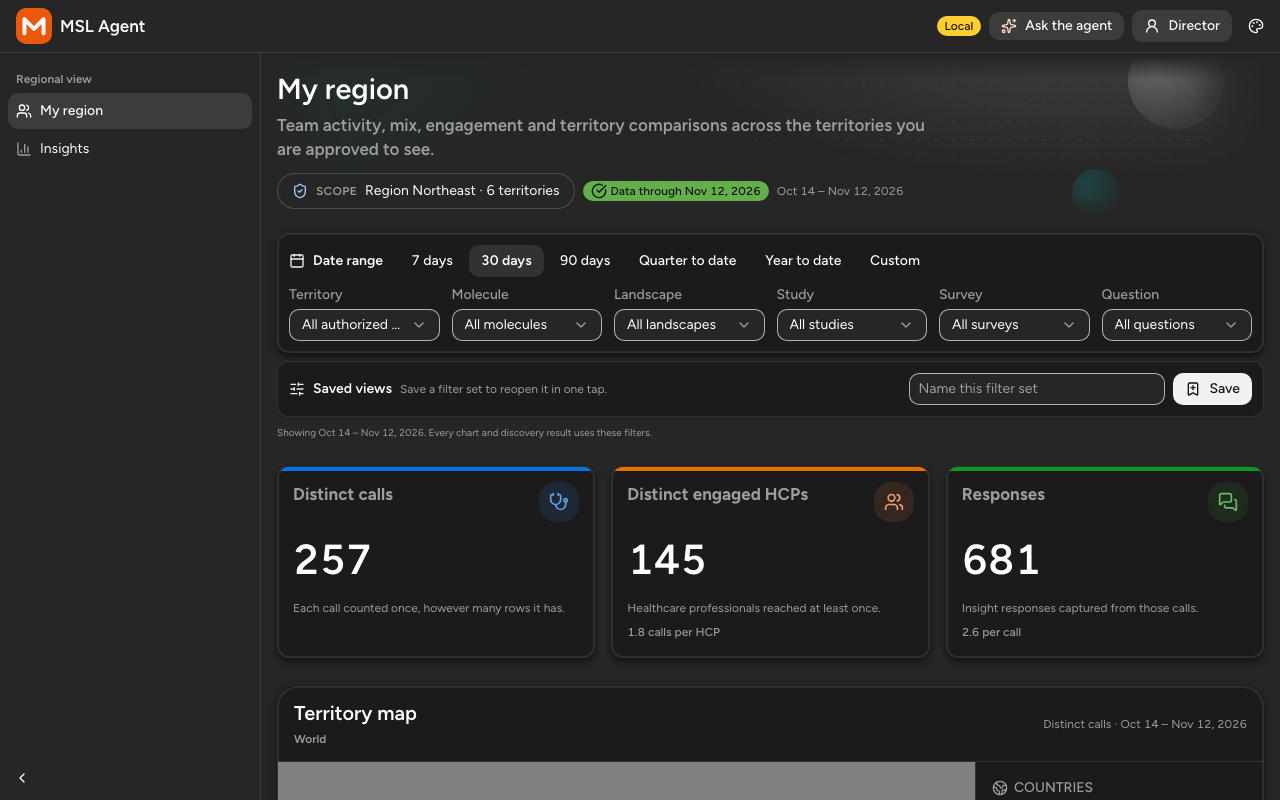 MSL Agent
Local
Ask the agent
Director
Regional view
My region
Insights
My region
Team activity, mix, engagement and territory comparisons across the territories you
are approved to see.
SCOPE Region Northeast · 6 territories
Data through Nov 12, 2026
Oct 14 – Nov 12, 2026
Date range
7 days
30 days
90 days
Quarter to date
Year to date
Custom
Territory
Molecule
Landscape
Study
Survey
Question
All authorized ...
All molecules
All landscapes
All studies
All surveys
All questions
Saved views
Save a filter set to reopen it in one tap.
Name this filter set
Save
Showing Oct 14 – Nov 12, 2026. Every chart and discovery result uses these filters.
Distinct calls
257
Each call counted once, however many rows it has.
Distinct engaged HCPs
145
Healthcare professionals reached at least once.
1.8 calls per HCP
Responses
681
Insight responses captured from those calls.
2.6 per call
Territory map
World
Distinct calls · Oct 14 – Nov 12, 2026
COUNTRIES